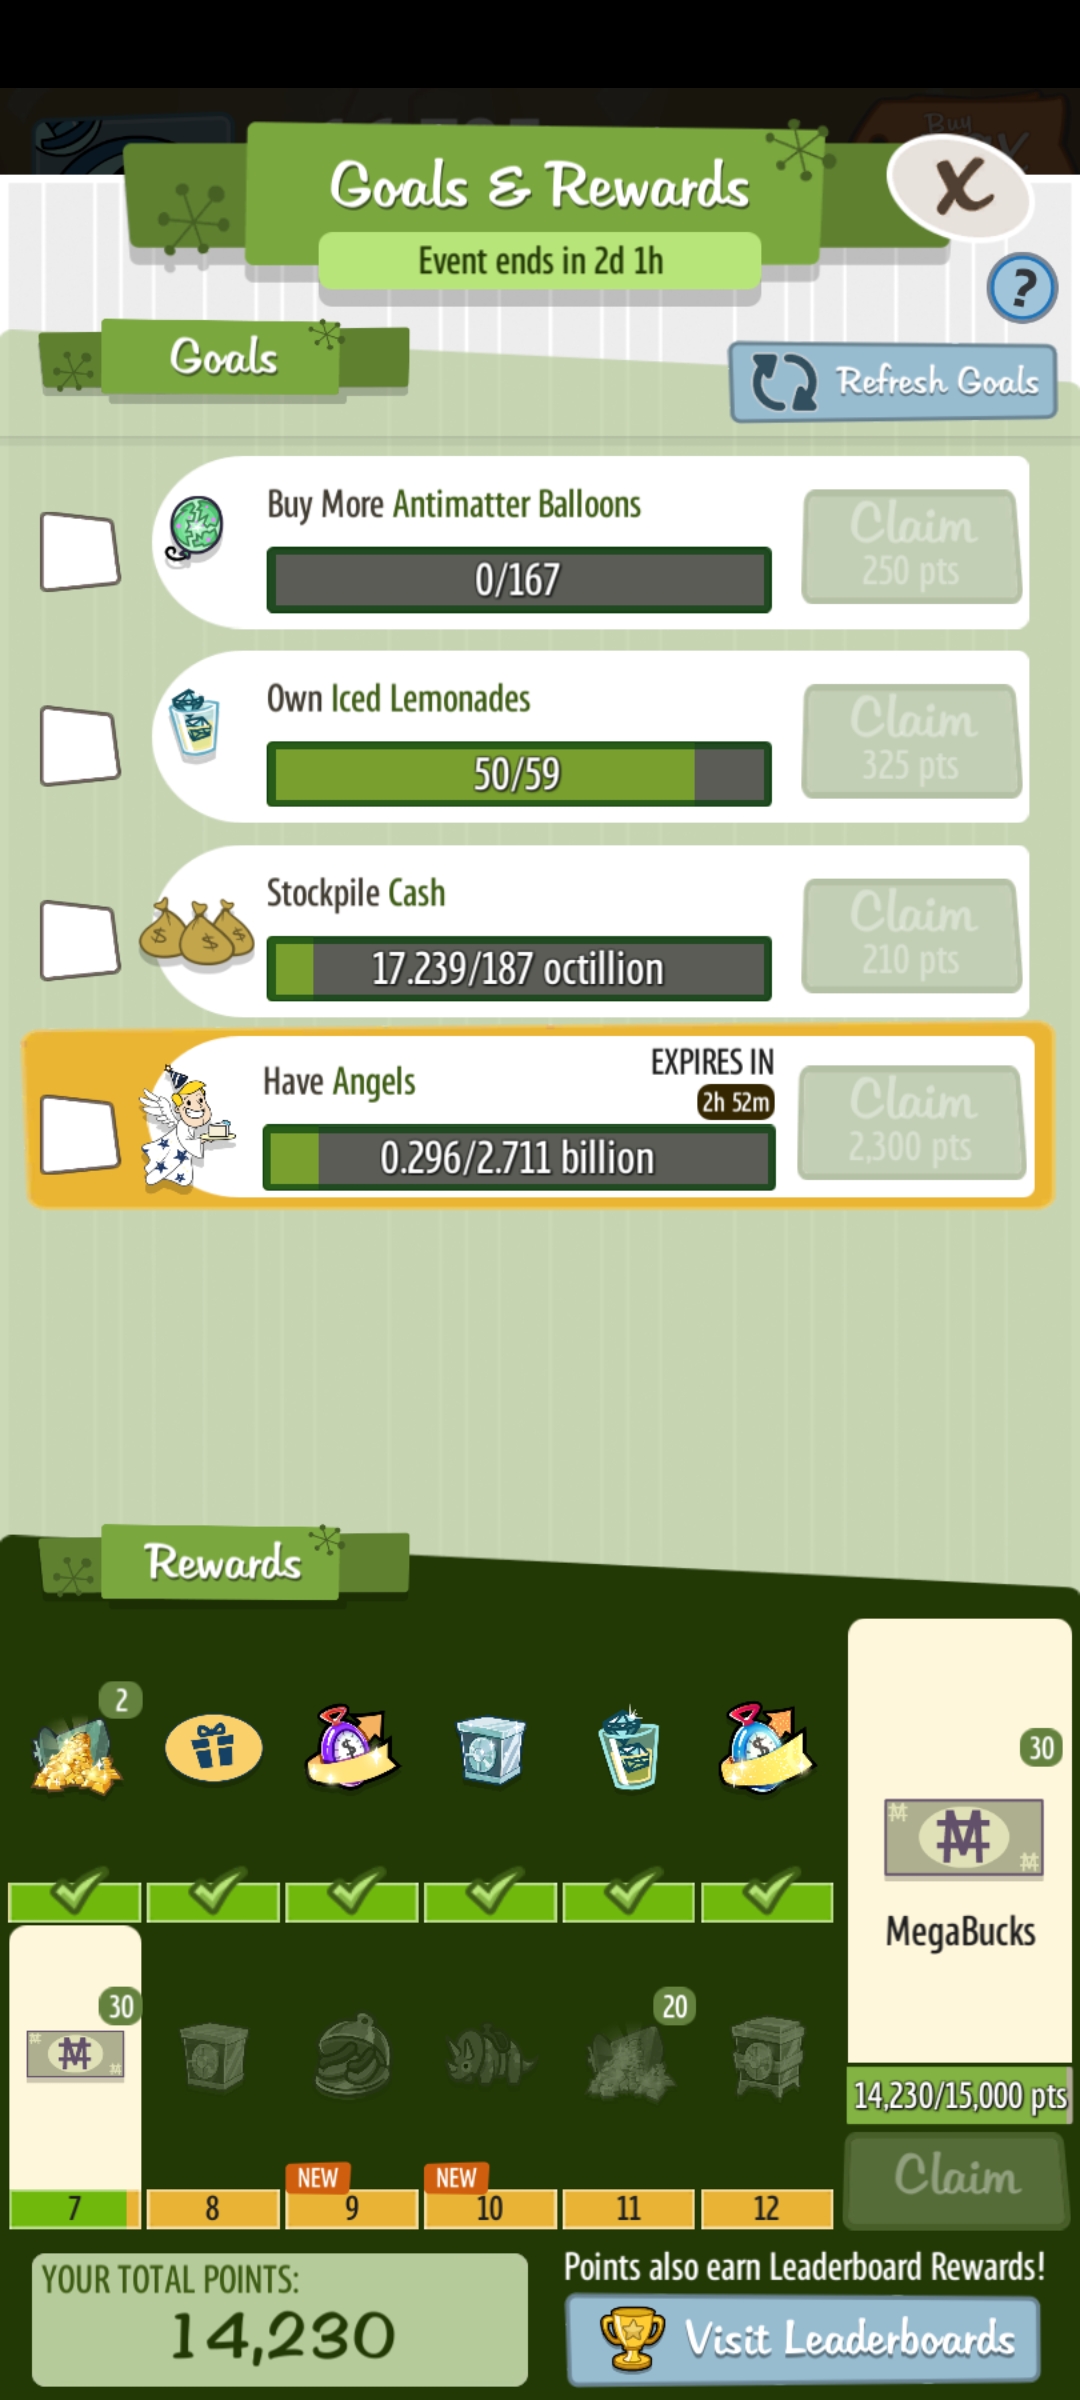 Buy
Goals & Rewards
X
Event ends in 2d 1h
?
Goals
Refresh Goals
Buy More Antimatter Balloons
0/167
Claim
250 pts
Own Iced Lemonades
50/59
Claim
325 pts
Stockpile Cash
17.239/187 octillion
Claim
210 pts
Have Angels
EXPIRES IN
2h 52m
0.296/2.711 billion
Claim
2,300 pts
Rewards
2
30
MegaBucks
30
20
14,230/15,000 pts
NEW
NEW
Claim
7
8
9
10
11
12
YOUR TOTAL POINTS:
14,230
Points also earn Leaderboard Rewards!
Visit Leaderboards